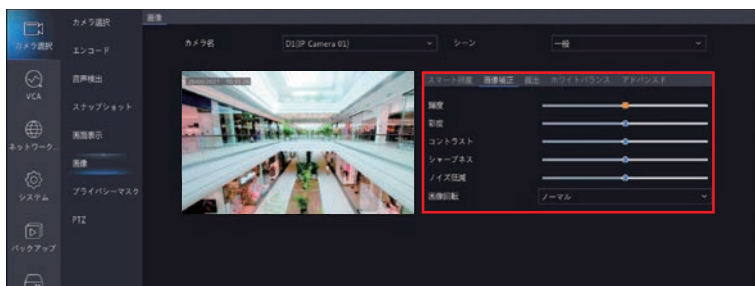 カメラ選択
VCA
ネットワーク...
システム
バックアップ
カメラ選択
エンコード
音声検出
スナップショット
画面表示
画像
プライバシーマスク
PTZ
画像
カメラ名 D1(IP Camera 01) シーン 一般
スマート照度 画像補正 露出 ホワイトバランス アドバンスド
輝度
彩度
コントラスト
シャープネス
ノイズ低減
画像回転 ノーマル